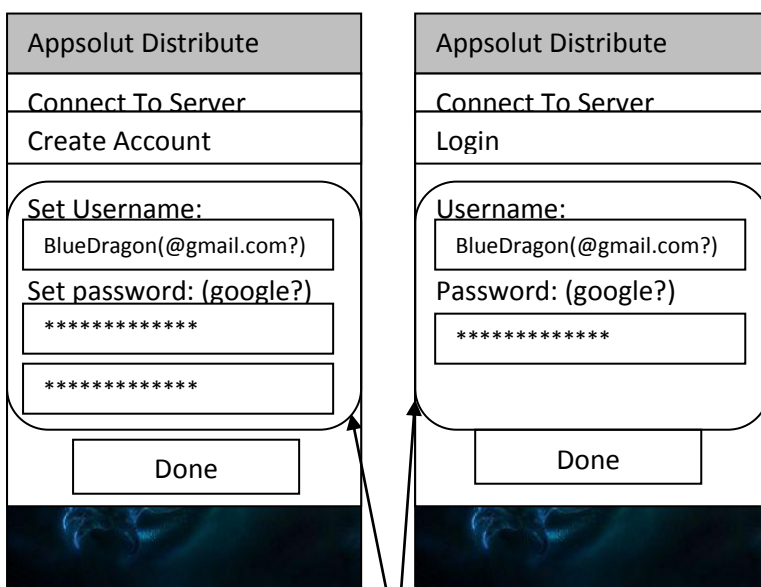 Appsolut Distribute
Connect To Server
Create Account
Set Username:
BlueDragon(@gmail.com?)
Set password: (google?)
*************
*************
Done
Appsolut Distribute
Connect To Server
Login
Username:
BlueDragon(@gmail.com?)
Password: (google?)
*************
Done